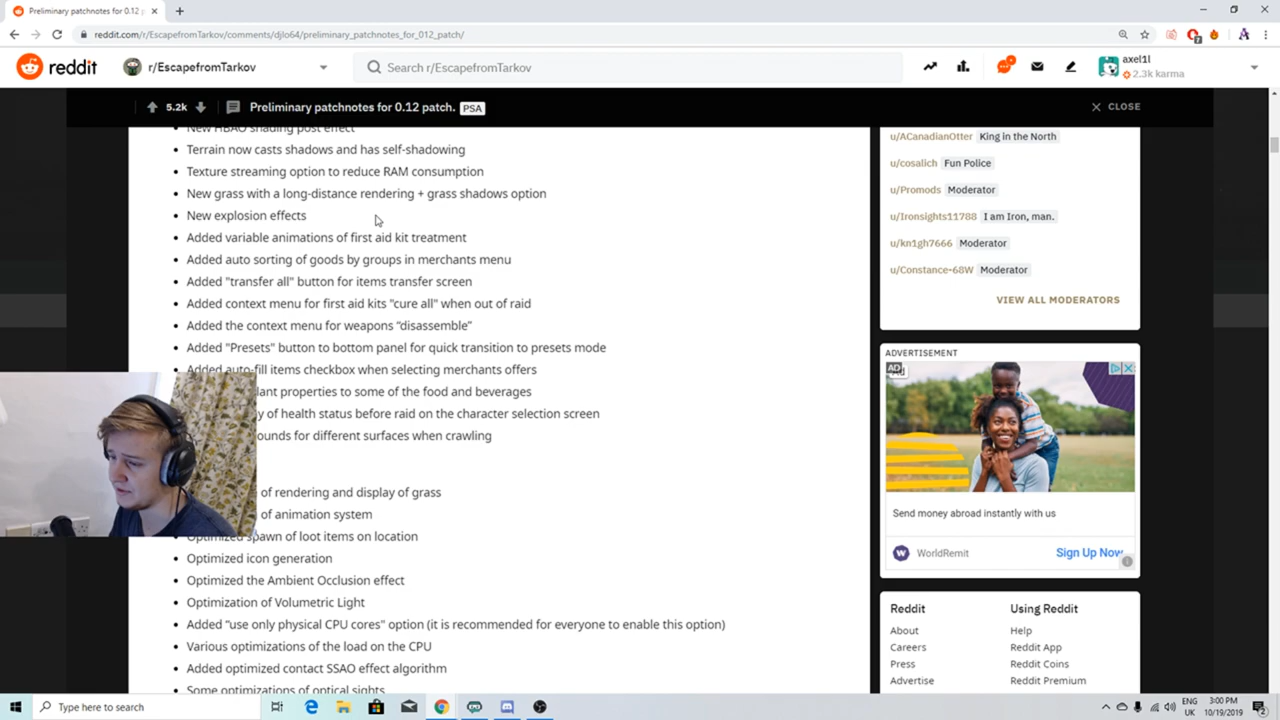 Preliminary patchnotes for 0.12 p
reddit.com/r/EscapefromTarkov/comments/djlo64/preliminary_patchnotes_for_012_patch/
reddit
r/EscapefromTarkov
Search r/EscapefromTarkov
axel1l
2.3k karma
5.2k
Preliminary patchnotes for 0.12 patch.
PSA
CLOSE
New HBAO shading post effect
Terrain now casts shadows and has self-shadowing
Texture streaming option to reduce RAM consumption
New grass with a long-distance rendering + grass shadows option
New explosion effects
Added variable animations of first aid kit treatment
Added auto sorting of goods by groups in merchants menu
Added "transfer all" button for items transfer screen
Added context menu for first aid kits "cure all" when out of raid
Added the context menu for weapons “disassemble”
Added "Presets" button to bottom panel for quick transition to presets mode
Added auto-fill items checkbox when selecting merchants offers
properties to some of the food and beverages
of health status before raid on the character selection screen
for different surfaces when crawling
of rendering and display of grass
of animation system
Optimized spawn of loot items on location
Optimized icon generation
Optimized the Ambient Occlusion effect
Optimization of Volumetric Light
Added "use only physical CPU cores" option (it is recommended for everyone to enable this option)
Various optimizations of the load on the CPU
Added optimized contact SSAO effect algorithm
Some optimizations of optical sights
u/ACanadianOtter King in the North
u/cosalich Fun Police
u/Promods Moderator
u/Ironsights11788 I am Iron, man.
u/kn1gh7666 Moderator
u/Constance-68W Moderator
VIEW ALL MODERATORS
ADVERTISEMENT
AD
Send money abroad instantly with us
WorldRemit
Sign Up Now
Reddit
Using Reddit
About
Help
Careers
Reddit App
Press
Reddit Coins
Advertise
Reddit Premium
Type here to search
ENG
UK
3:00 PM
10/19/2019